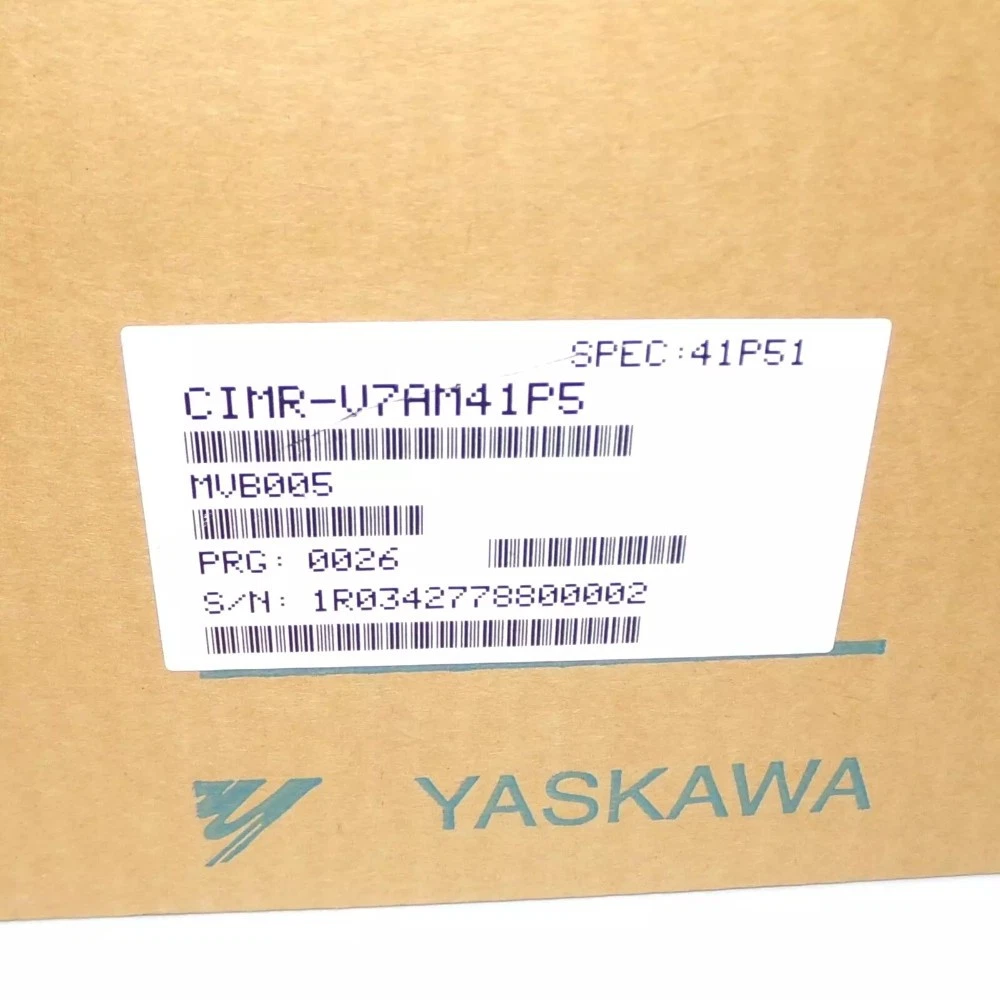 SPEC:41P51
CIMR-V7AM41P5
MVB005
PRG: 0026
S/N: 1R0342778800002
YASKAWA